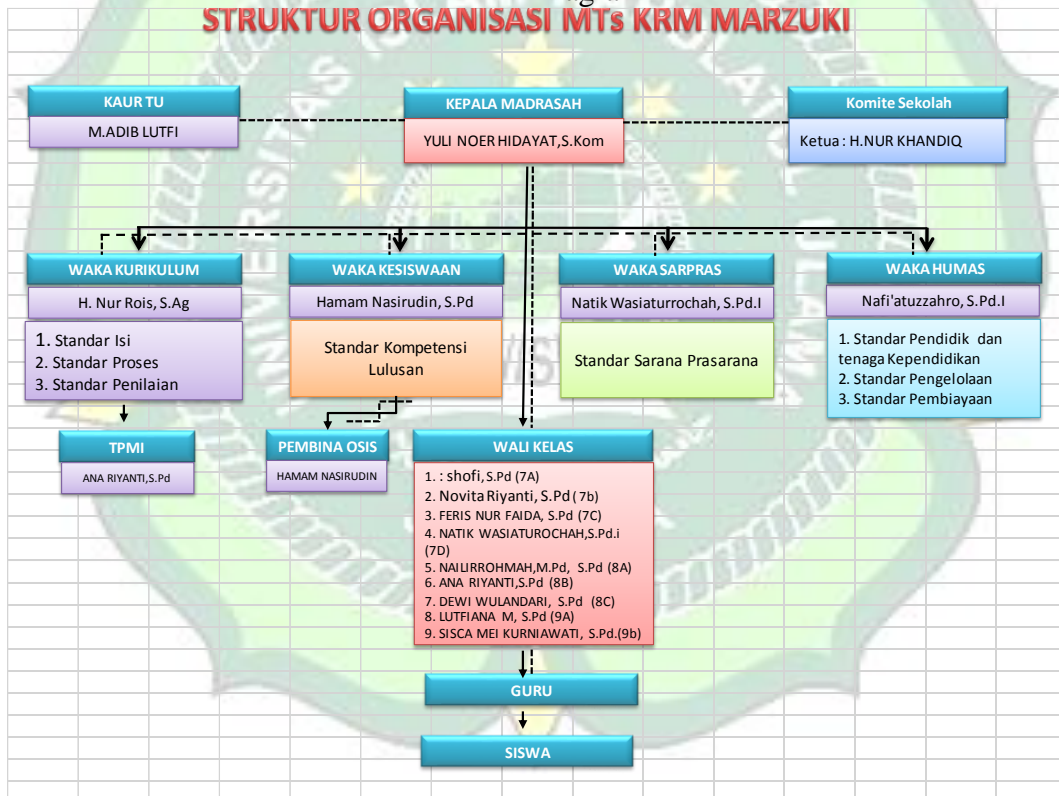 STRUKTUR ORGANISASI MTs KRM MARZUKI
KAUR TU
M.ADIB LUTFI
KEPALA MADRASAH
YULI NOER HIDAYAT,S.Kom
Komite Sekolah
Ketua : H.NUR KHANDIQ
WAKA KURIKULUM
H. Nur Rois, S.Ag
1. Standar Isi
2. Standar Proses
3. Standar Penilaian
WAKA KESISWAAN
Hamam Nasirudin, S.Pd
Standar Kompetensi
Lulusan
WAKA SARPRAS
Natik Wasiaturrochah, S.Pd.I
Standar Sarana Prasarana
WAKA HUMAS
Nafi'atuzzahro, S.Pd.I
1. Standar Pendidik dan
tenaga Kependidikan
2. Standar Pengelolaan
3. Standar Pembiayaan
TPMI
ANA RIYANTI,S.Pd
PEMBINA OSIS
HAMAM NASIRUDIN
WALI KELAS
1. : shofi,S.Pd (7A)
2. Novita Riyanti, S.Pd ( 7b)
3. FERIS NUR FAIDA, S.Pd (7C)
4. NATIK WASIATUROCHAH,S.Pd.i
(7D)
5. NAILIRROHMAH,M.Pd, S.Pd (8A)
6. ANA RIYANTI,S.Pd (8B)
7. DEWI WULANDARI, S.Pd (8C)
8. LUTFIANA M, S.Pd (9A)
9. SISCA MEI KURNIAWATI, S.Pd.(9b)
GURU
SISWA